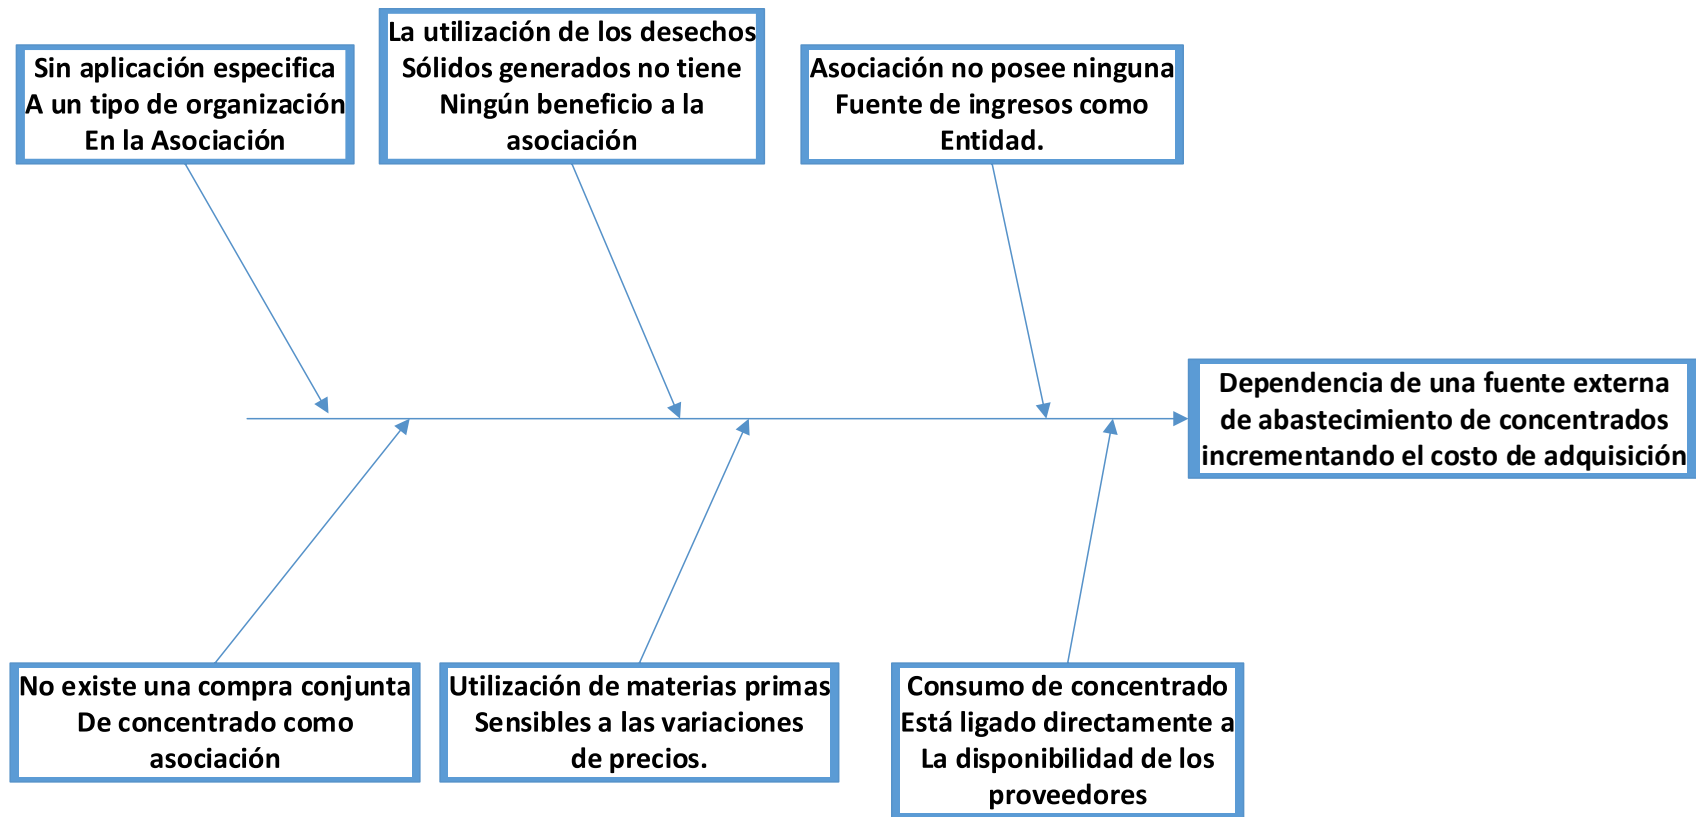 Sin aplicación especifica
A un tipo de organización
En la Asociación
La utilización de los desechos
Sólidos generados no tiene
Ningún beneficio a la
asociación
Asociación no posee ninguna
Fuente de ingresos como
Entidad.
Dependencia de una fuente externa
de abastecimiento de concentrados
incrementando el costo de adquisición
No existe una compra conjunta
De concentrado como
asociación
Utilización de materias primas
Sensibles a las variaciones
de precios.
Consumo de concentrado
Está ligado directamente a
La disponibilidad de los
proveedores